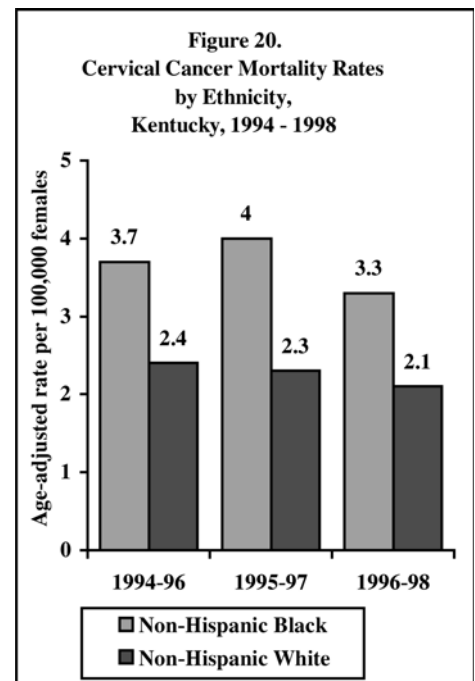 Figure 20.
Cervical Cancer Mortality Rates
by Ethnicity,
Kentucky, 1994 - 1998
Age-adjusted rate per 100,000 females
5
4
3
2
1
0
3.7
2.4
4
2.3
3.3
2.1
1994-96
1995-97
1996-98
Non-Hispanic Black
Non-Hispanic White